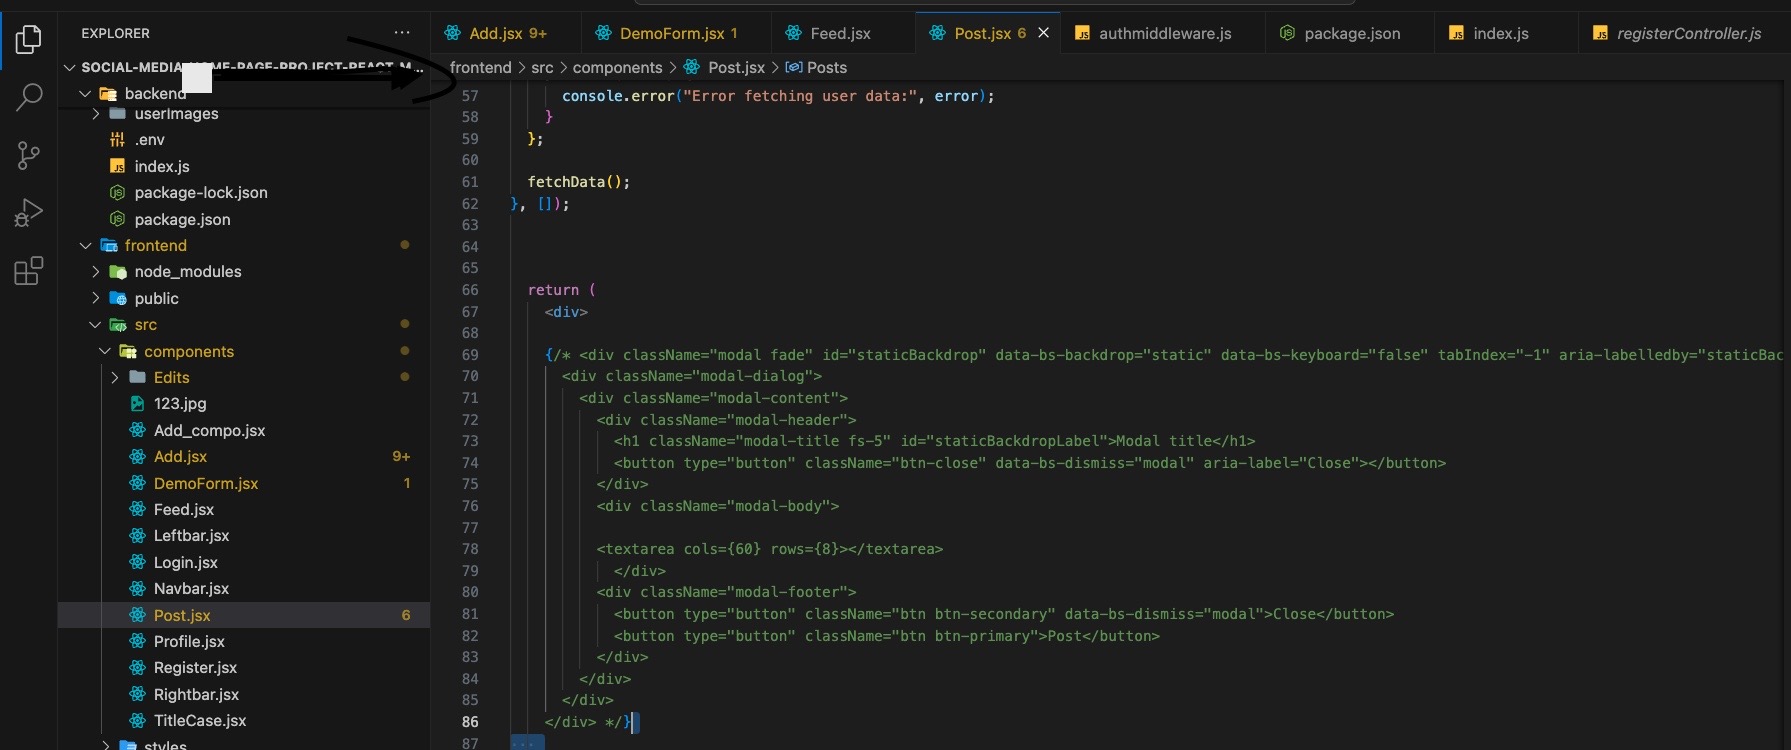 EXPLORER
SOCIAL-MEDIA-HOME-PAGE-PROJECT-REACT-M...
backend
userImages
.env
index.js
package-lock.json
package.json
frontend
node_modules
public
src
components
Edits
123.jpg
Add_compo.jsx
Add.jsx 9+
DemoForm.jsx 1
Feed.jsx
Leftbar.jsx
Login.jsx
Navbar.jsx
Post.jsx 6
Profile.jsx
Register.jsx
Rightbar.jsx
TitleCase.jsx
styles
Add.jsx 9+ DemoForm.jsx 1 Feed.jsx Post.jsx 6 authmiddleware.js package.json index.js registerController.js
frontend > src > components > Post.jsx > Posts
57 console.error("Error fetching user data:", error);
58 }
59 };
60
61 fetchData();
62 }, []);
63
64
65
66 return (
67 <div>
68
69 {/* <div className="modal fade" id="staticBackdrop" data-bs-backdrop="static" data-bs-keyboard="false" tabIndex="-1" aria-labelledby="staticBac
70 <div className="modal-dialog">
71 <div className="modal-content">
72 <div className="modal-header">
73 <h1 className="modal-title fs-5" id="staticBackdropLabel">Modal title</h1>
74 <button type="button" className="btn-close" data-bs-dismiss="modal" aria-label="Close"></button>
75 </div>
76 <div className="modal-body">
77
78 <textarea cols={60} rows={8}></textarea>
79 </div>
80 <div className="modal-footer">
81 <button type="button" className="btn btn-secondary" data-bs-dismiss="modal">Close</button>
82 <button type="button" className="btn btn-primary">Post</button>
83 </div>
84 </div>
85 </div>
86 </div> */}
87